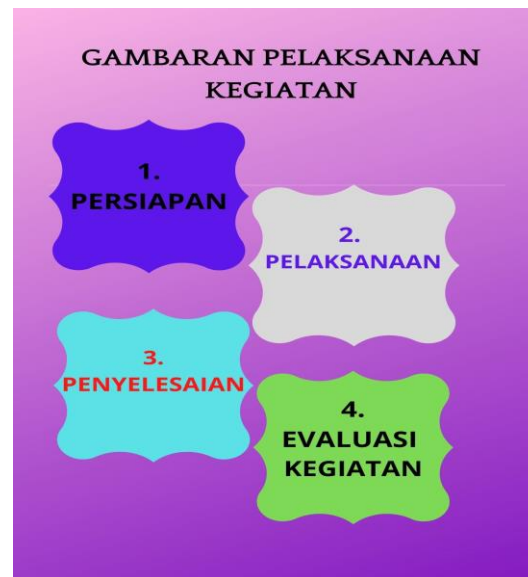 GAMBARAN PELAKSANAAN
KEGIATAN
1.
PERSIAPAN
2.
PELAKSANAAN
3.
PENYELESAIAN
4.
EVALUASI
KEGIATAN